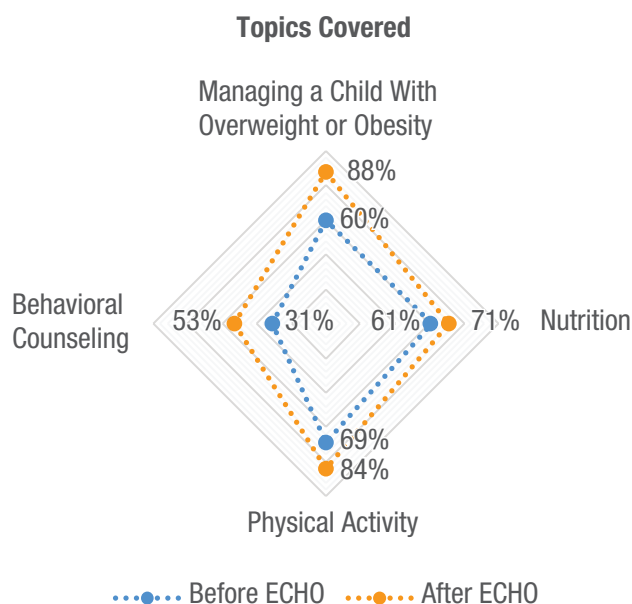 Topics Covered
Managing a Child With
Overweight or Obesity
88%
60%
Behavioral
Counseling
53%
31%
61%
71%
Nutrition
69%
84%
Physical Activity
Before ECHO
After ECHO